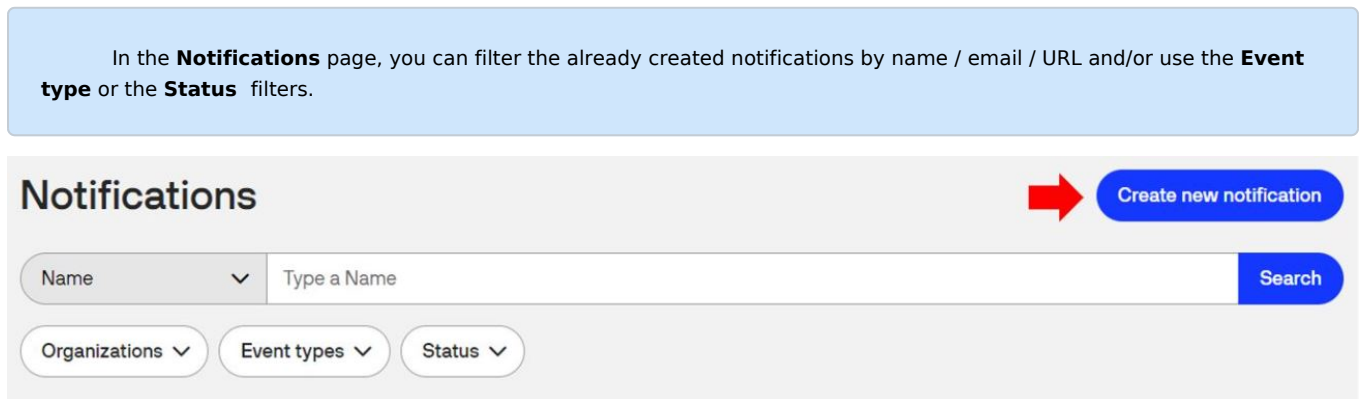 In the Notifications page, you can filter the already created notifications by name / email / URL and/or use the Event
type or the Status filters.
Notifications
Create new notification
Name
Type a Name
Search
Organizations
Event types
Status